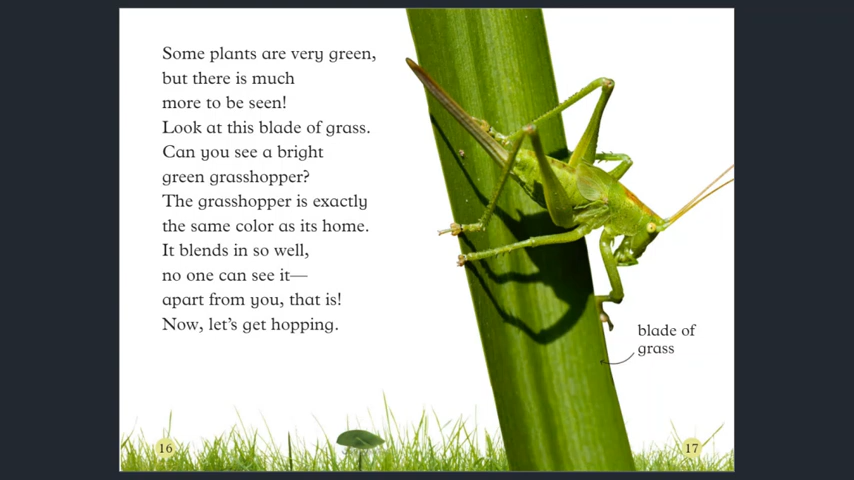 Some plants are very green,
but there is much
more to be seen!
Look at this blade of grass.
Can you see a bright
green grasshopper?
The grasshopper is exactly
the same color as its home.
It blends in so well,
no one can see it—
apart from you, that is!
Now, let's get hopping.
blade of
grass
16
17